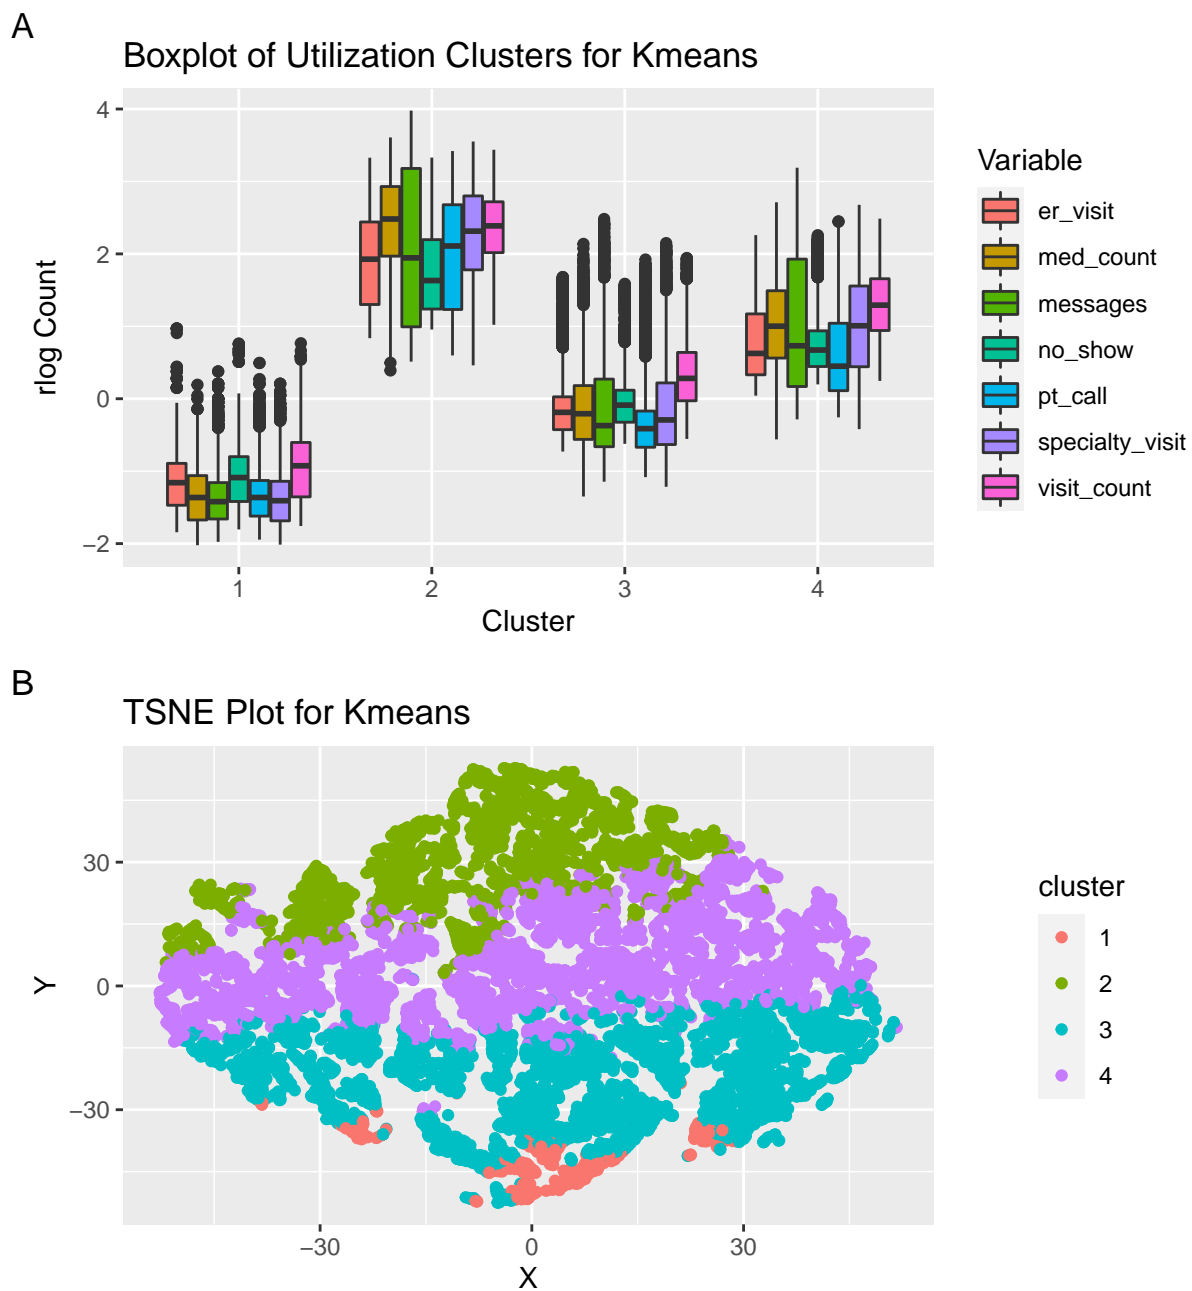 A
Boxplot of Utilization Clusters for Kmeans
4
2
0
−2
rlog Count
1 2 3 4
Cluster
Variable
er_visit
med_count
messages
no_show
pt_call
specialty_visit
visit_count
B
TSNE Plot for Kmeans
30
0
−30
Y
−30 0 30
X
cluster
1
2
3
4